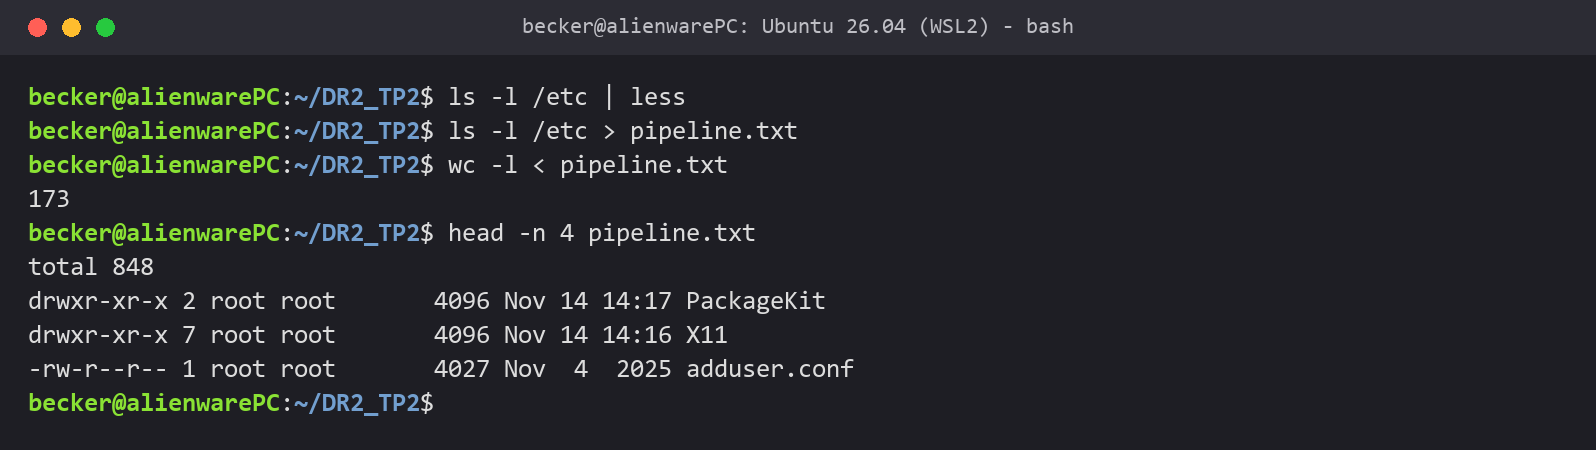 becker@alienwarePC: Ubuntu 26.04 (WSL2) - bash
becker@alienwarePC:~/DR2_TP2$ ls -l /etc | less
becker@alienwarePC:~/DR2_TP2$ ls -l /etc > pipeline.txt
becker@alienwarePC:~/DR2_TP2$ wc -l < pipeline.txt
173
becker@alienwarePC:~/DR2_TP2$ head -n 4 pipeline.txt
total 848
drwxr-xr-x 2 root root       4096 Nov 14 14:17 PackageKit
drwxr-xr-x 7 root root       4096 Nov 14 14:16 X11
-rw-r--r-- 1 root root       4027 Nov  4  2025 adduser.conf
becker@alienwarePC:~/DR2_TP2$